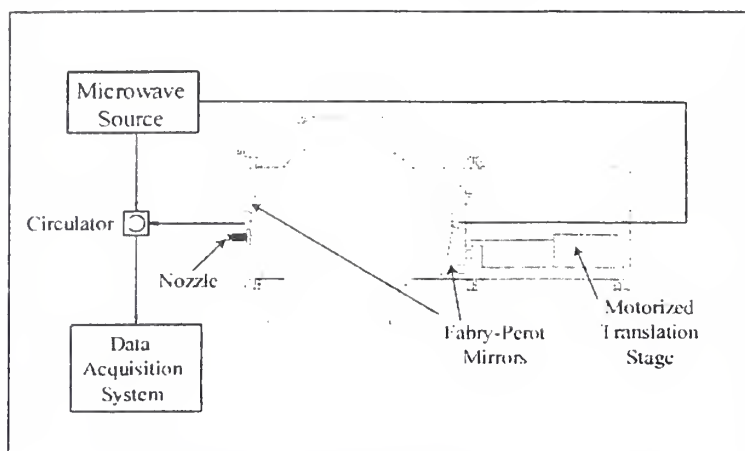 Microwave
Source
Circulator
Nozzle
Data
Acquisition
System
Fabry-Perot
Mirrors
Motorized
Translation
Stage